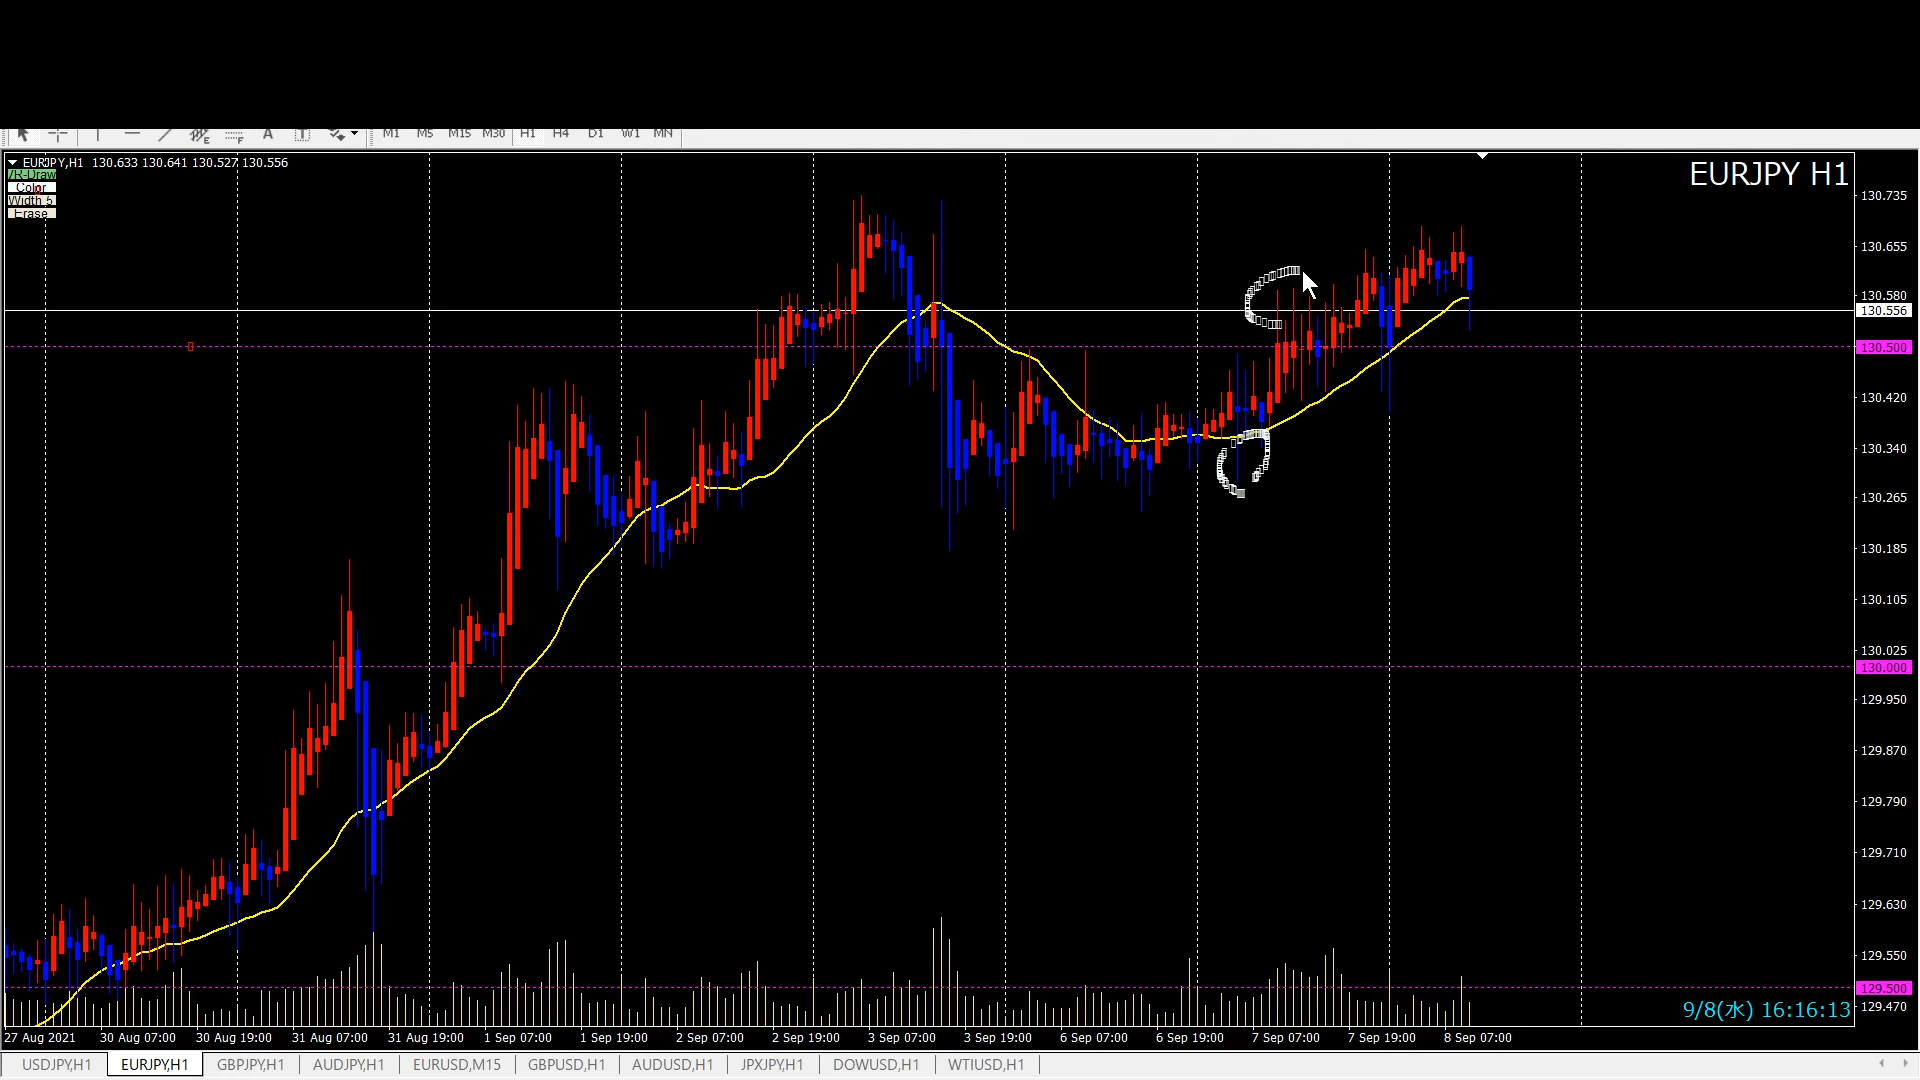 M1 M5 M15 M30 H1 H4 D1 W1 MN
EURJPY,H1 130.633 130.641 130.527 130.556
EURJPY H1
Color
Width 5
Erase
130.735
130.655
130.580
130.556
130.500
130.420
130.340
130.265
130.185
130.105
130.025
130.000
129.950
129.870
129.790
129.710
129.630
129.550
129.500
129.470
9/8(水) 16:16:13
27 Aug 2021 30 Aug 07:00 30 Aug 19:00 31 Aug 07:00 31 Aug 19:00 1 Sep 07:00 1 Sep 19:00 2 Sep 07:00 2 Sep 19:00 3 Sep 07:00 3 Sep 19:00 6 Sep 07:00 6 Sep 19:00 7 Sep 07:00 7 Sep 19:00 8 Sep 07:00
USDJPY,H1 EURJPY,H1 GBPJPY,H1 AUDJPY,H1 EURUSD,M15 GBPUSD,H1 AUDUSD,H1 JPXJPY,H1 DOWUSD,H1 WTIUSD,H1